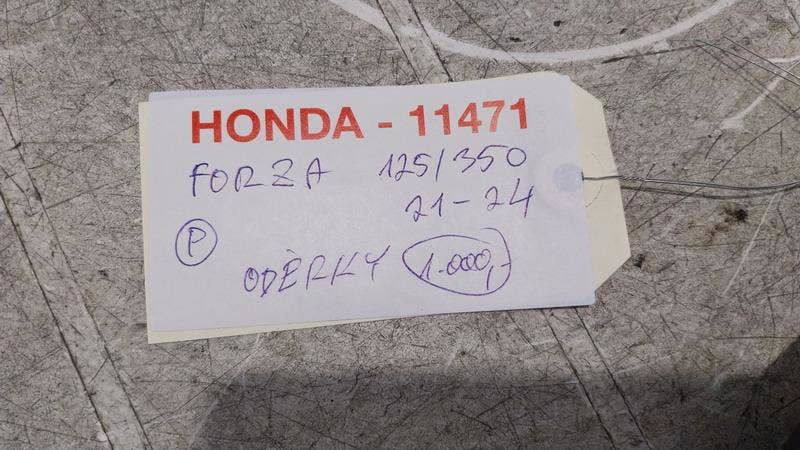 HONDA - 11471
FORZA 125/350
21-24
P
ODĚRKY 1.000,-